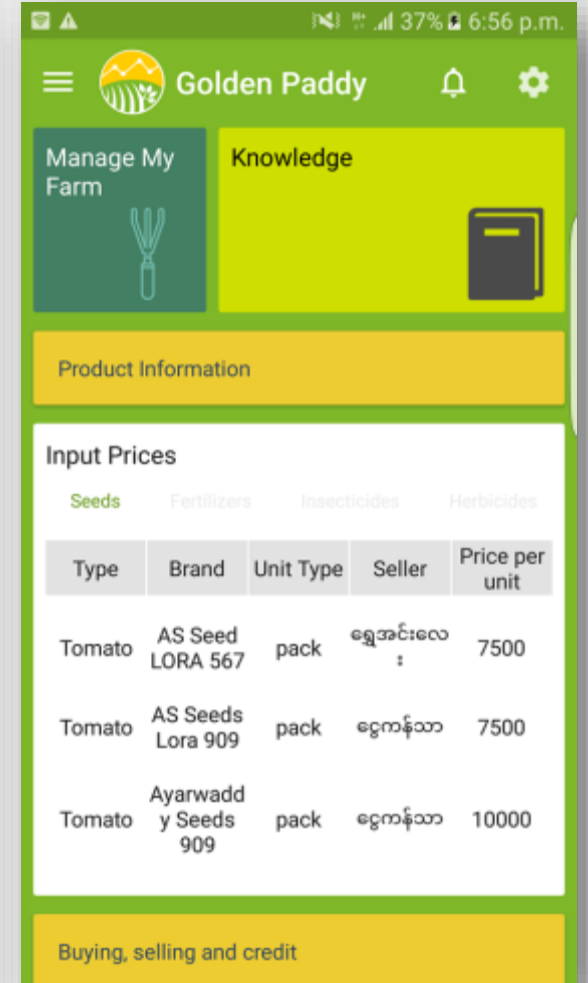 37% 6:56 p.m.
Golden Paddy
Manage My
Farm
Knowledge
Product Information
Input Prices
Seeds Fertilizers Insecticides Herbicides
Type Brand Unit Type Seller Price per
unit
Tomato AS Seed
LORA 567 pack ရွှေအင်းလေ
း 7500
Tomato AS Seeds
Lora 909 pack ငွေကန်သာ 7500
Tomato Ayarwadd
y Seeds
909 pack ငွေကန်သာ 10000
Buying, selling and credit